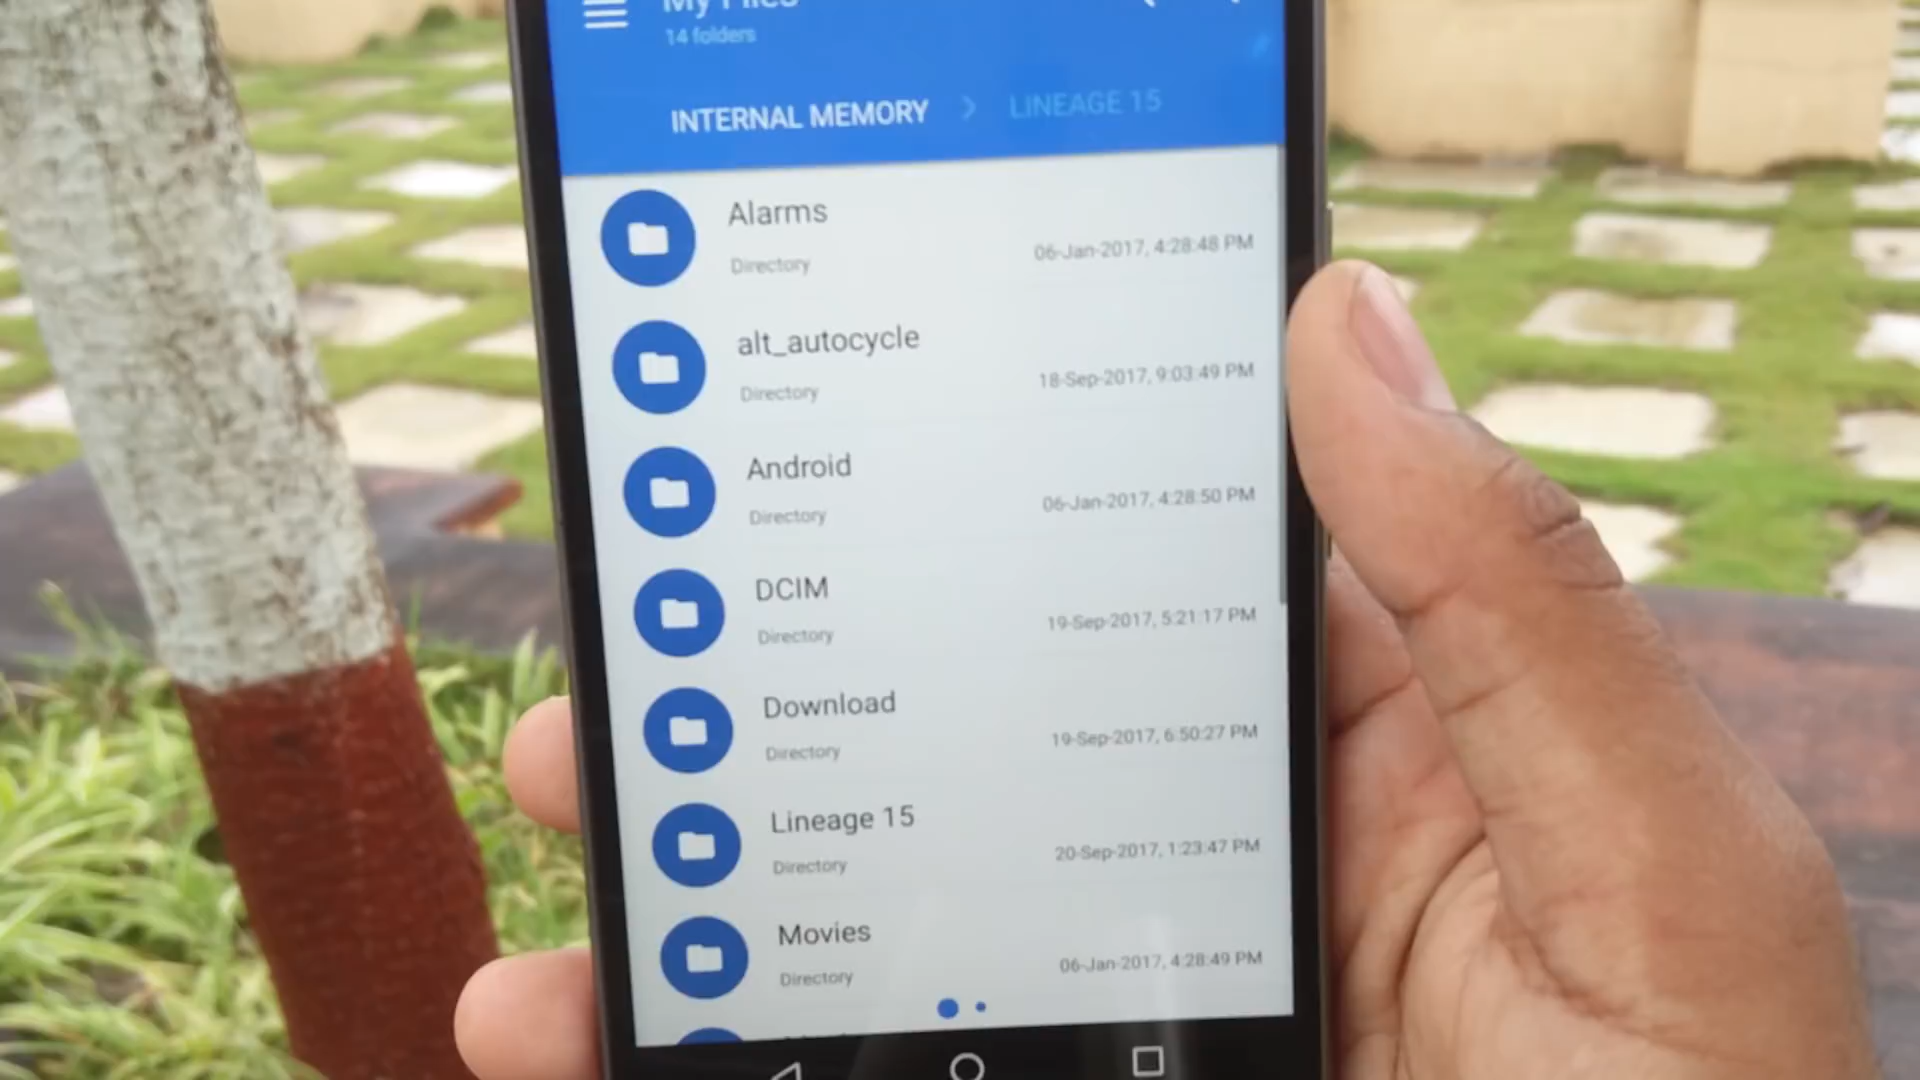 My Files
14 folders
INTERNAL MEMORY > LINEAGE 15
Alarms
Directory
06-Jan-2017, 4:28:48 PM
alt_autocycle
Directory
18-Sep-2017, 9:03:49 PM
Android
Directory
06-Jan-2017, 4:28:50 PM
DCIM
Directory
19-Sep-2017, 5:21:17 PM
Download
Directory
19-Sep-2017, 6:50:27 PM
Lineage 15
Directory
20-Sep-2017, 1:23:47 PM
Movies
Directory
06-Jan-2017, 4:28:49 PM